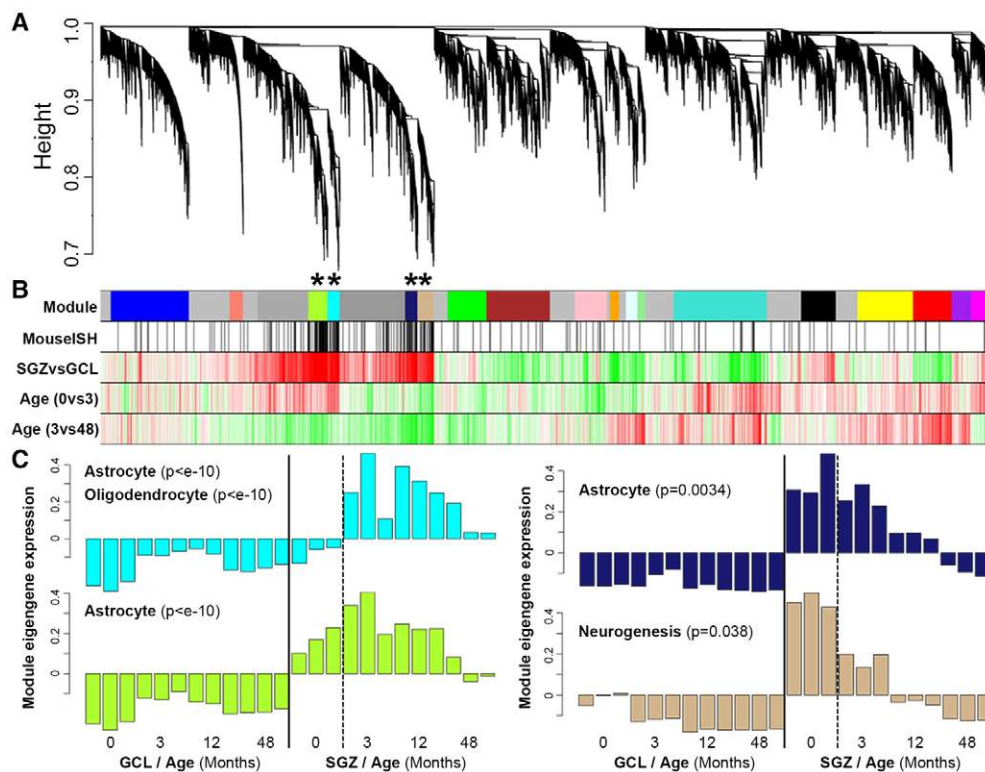 A
Height
1.0
0.9
0.8
0.7
** **
B
Module
MouseISH
SGZvsGCL
Age (0vs3)
Age (3vs48)
C
Module eigengene expression
0.4
0.2
0
Astrocyte (p<e-10)
Oligodendrocyte (p<e-10)
0.4
0.2
0
Astrocyte (p<e-10)
0 3 12 48 0 3 12 48
GCL / Age (Months) SGZ / Age (Months)
Module eigengene expression
0.4
0.2
0
Astrocyte (p=0.0034)
0.4
0.2
0
Neurogenesis (p=0.038)
0 3 12 48 0 3 12 48
GCL / Age (Months) SGZ / Age (Months)